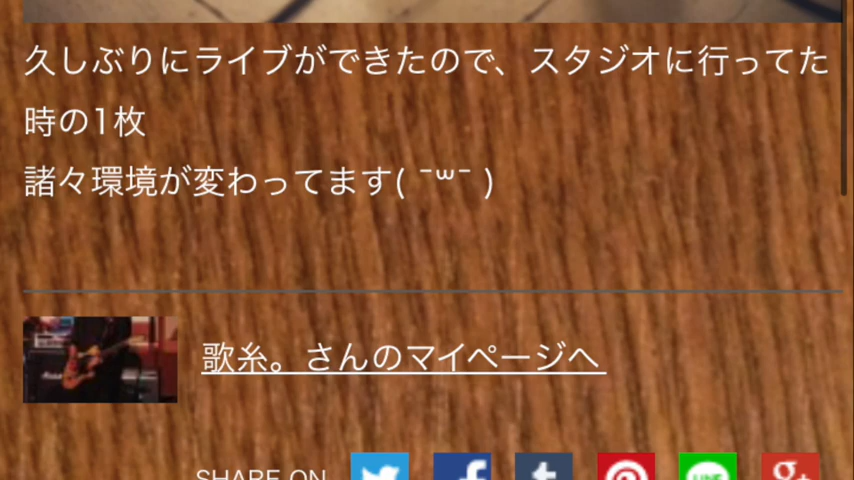 久しぶりにライブができたので、スタジオに行ってた
時の1枚
諸々環境が変わってます( ¯꒳¯ )
歌糸。さんのマイページへ
SHARE ON